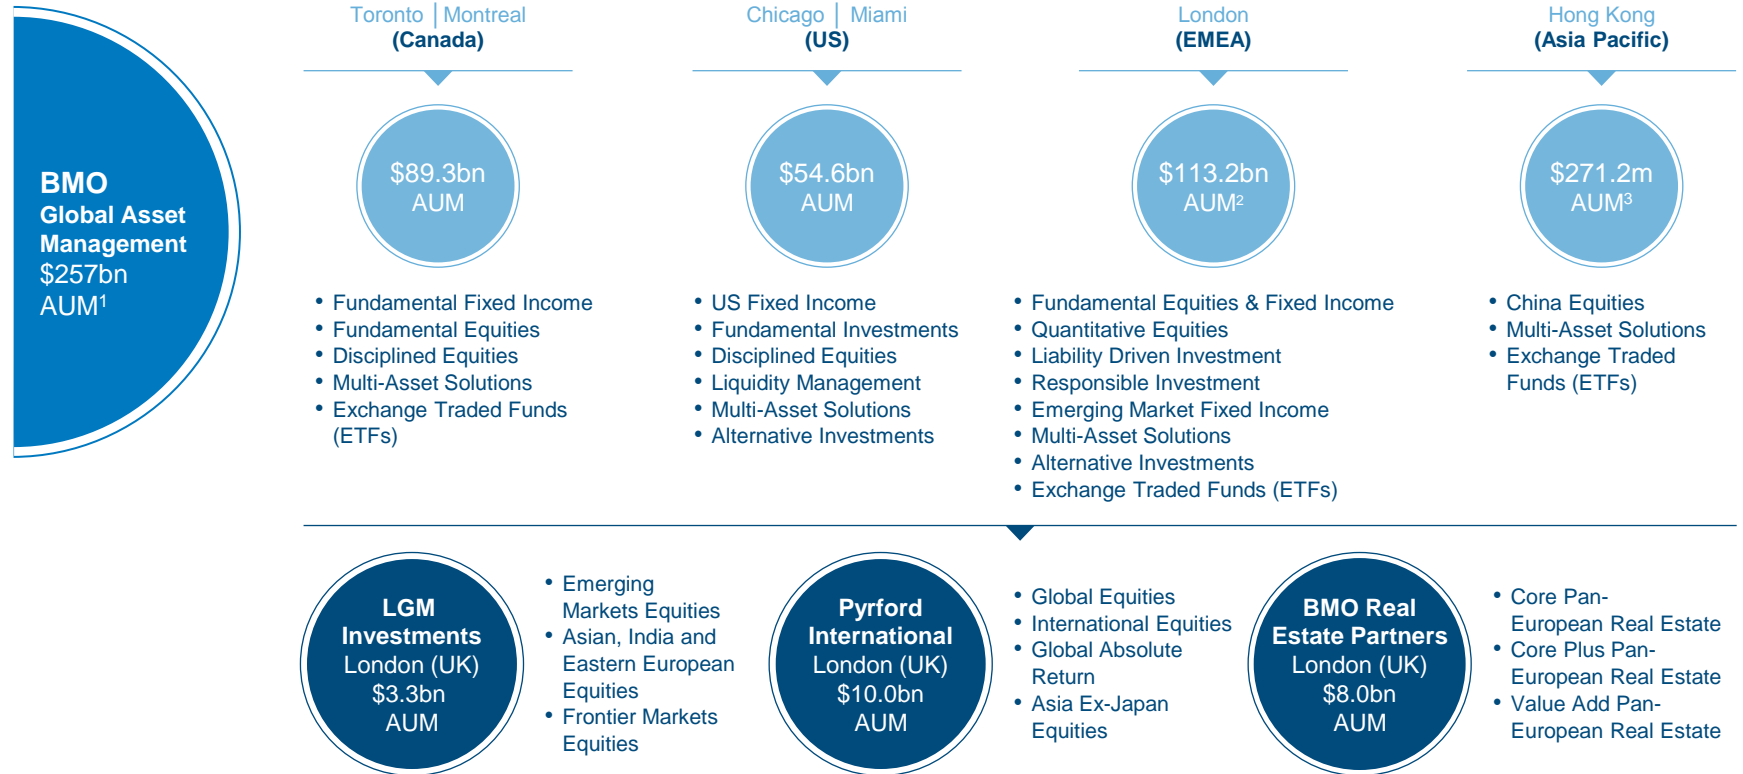 BMO
Global Asset
Management
$257bn
AUM¹
Toronto | Montreal
(Canada)
$89.3bn
AUM
• Fundamental Fixed Income
• Fundamental Equities
• Disciplined Equities
• Multi-Asset Solutions
• Exchange Traded Funds
(ETFs)
Chicago | Miami
(US)
$54.6bn
AUM
• US Fixed Income
• Fundamental Investments
• Disciplined Equities
• Liquidity Management
• Multi-Asset Solutions
• Alternative Investments
London
(EMEA)
$113.2bn
AUM²
• Fundamental Equities & Fixed Income
• Quantitative Equities
• Liability Driven Investment
• Responsible Investment
• Emerging Market Fixed Income
• Multi-Asset Solutions
• Alternative Investments
• Exchange Traded Funds (ETFs)
Hong Kong
(Asia Pacific)
$271.2m
AUM³
• China Equities
• Multi-Asset Solutions
• Exchange Traded
Funds (ETFs)
LGM
Investments
London (UK)
$3.3bn
AUM
• Emerging
Markets Equities
• Asian, India and
Eastern European
Equities
• Frontier Markets
Equities
Pyrford
International
London (UK)
$10.0bn
AUM
• Global Equities
• International Equities
• Global Absolute
Return
• Asia Ex-Japan
Equities
BMO Real
Estate Partners
London (UK)
$8.0bn
AUM
• Core Pan-
European Real Estate
• Core Plus Pan-
European Real Estate
• Value Add Pan-
European Real Estate